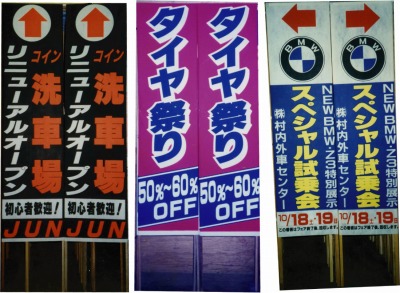 コイン
洗車場
リニューアルオープン
初心者歓迎!
JUN
コイン
洗車場
リニューアルオープン
初心者歓迎!
JUN
タイヤ祭り
50%~60%
OFF
タイヤ祭り
50%~60%
OFF
BMW
NEW BMW・Z3特別展示
スペシャル試乗会
㈱村内外車センター
10/18・19日
BMW
NEW BMW・Z3特別展示
スペシャル試乗会
㈱村内外車センター
10/18・19日